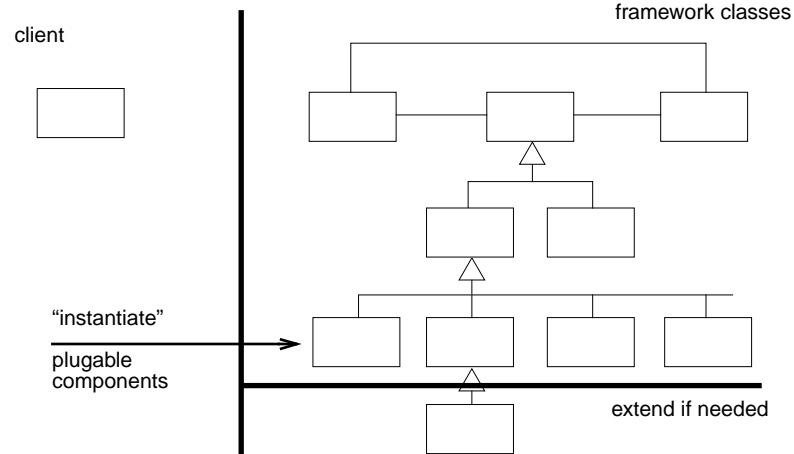 framework classes
client
“instantiate”
plugable
components
extend if needed